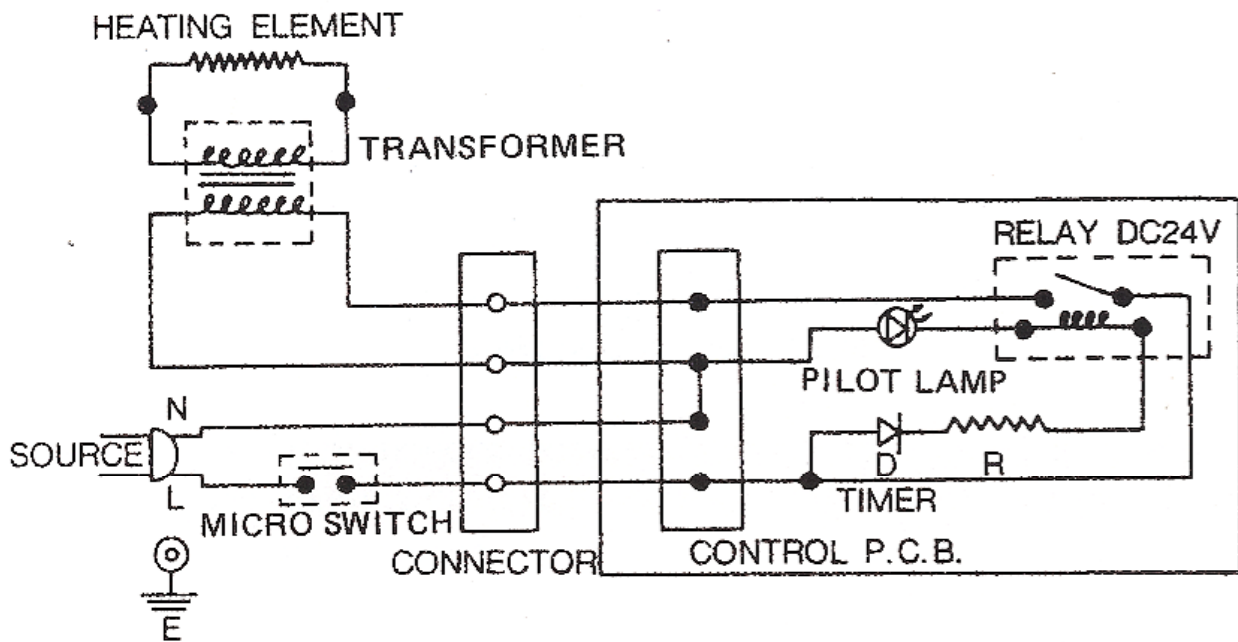 HEATING ELEMENT
TRANSFORMER
RELAY DC24V
PILOT LAMP
N
SOURCE
L
D
R
TIMER
MICRO SWITCH
CONNECTOR
CONTROL P.C.B.
E